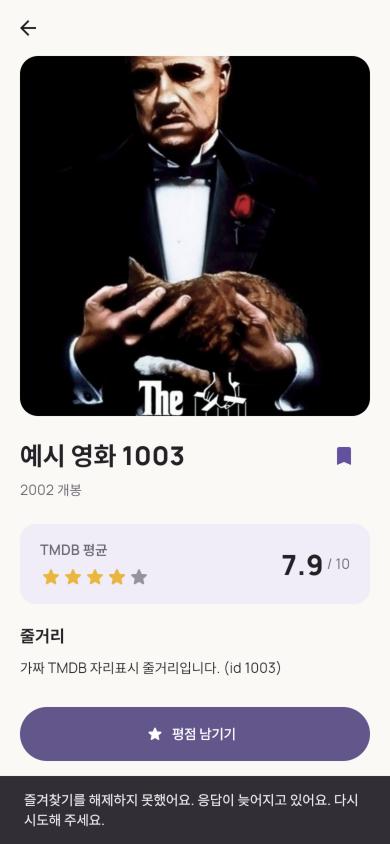 The
예시 영화 1003
2002 개봉
TMDB 평균
7.9 / 10
줄거리
가짜 TMDB 자리표시 줄거리입니다. (id 1003)
평점 남기기
즐겨찾기를 해제하지 못했어요. 응답이 늦어지고 있어요. 다시
시도해 주세요.